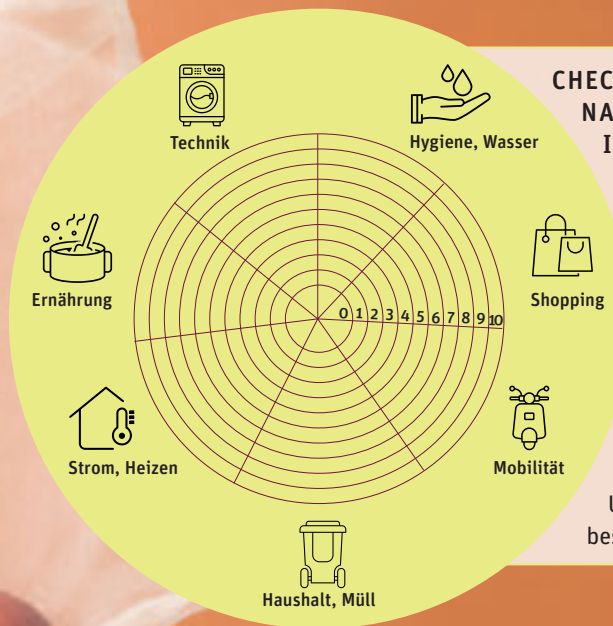 CHEC
NA
I
Technik
Hygiene, Wasser
Ernährung
Shopping
0 1 2 3 4 5 6 7 8 9 10
Strom, Heizen
Mobilität
Haushalt, Müll
bes